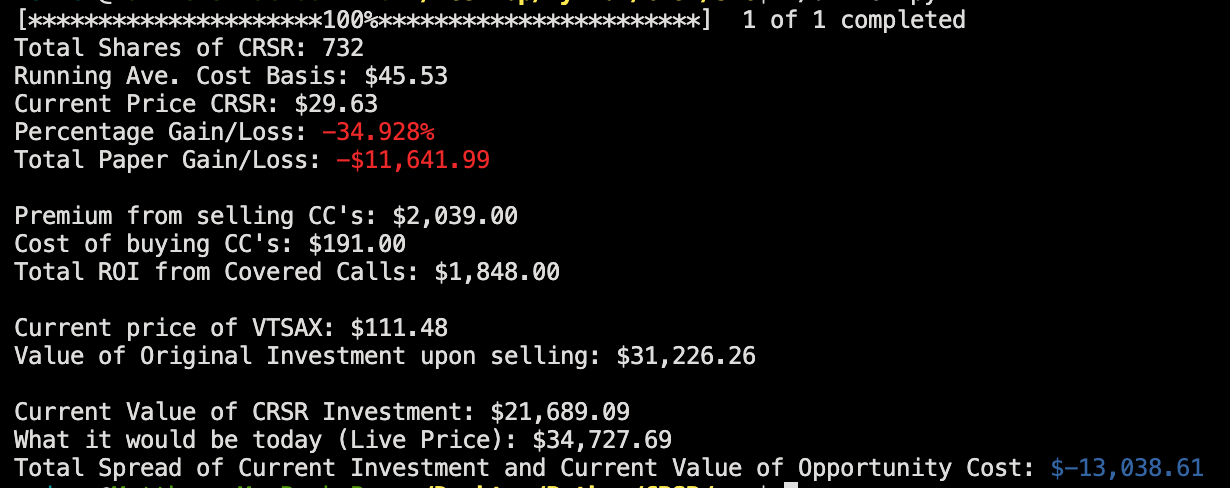 [**********************100%***********************]  1 of 1 completed
Total Shares of CRSR: 732
Running Ave. Cost Basis: $45.53
Current Price CRSR: $29.63
Percentage Gain/Loss: -34.928%
Total Paper Gain/Loss: -$11,641.99
Premium from selling CC's: $2,039.00
Cost of buying CC's: $191.00
Total ROI from Covered Calls: $1,848.00
Current price of VTSAX: $111.48
Value of Original Investment upon selling: $31,226.26
Current Value of CRSR Investment: $21,689.09
What it would be today (Live Price): $34,727.69
Total Spread of Current Investment and Current Value of Opportunity Cost: $-13,038.61